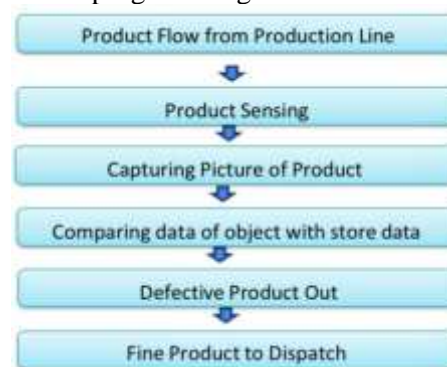 Product Flow from Production Line
Product Sensing
Capturing Picture of Product
Comparing data of object with store data
Defective Product Out
Fine Product to Dispatch